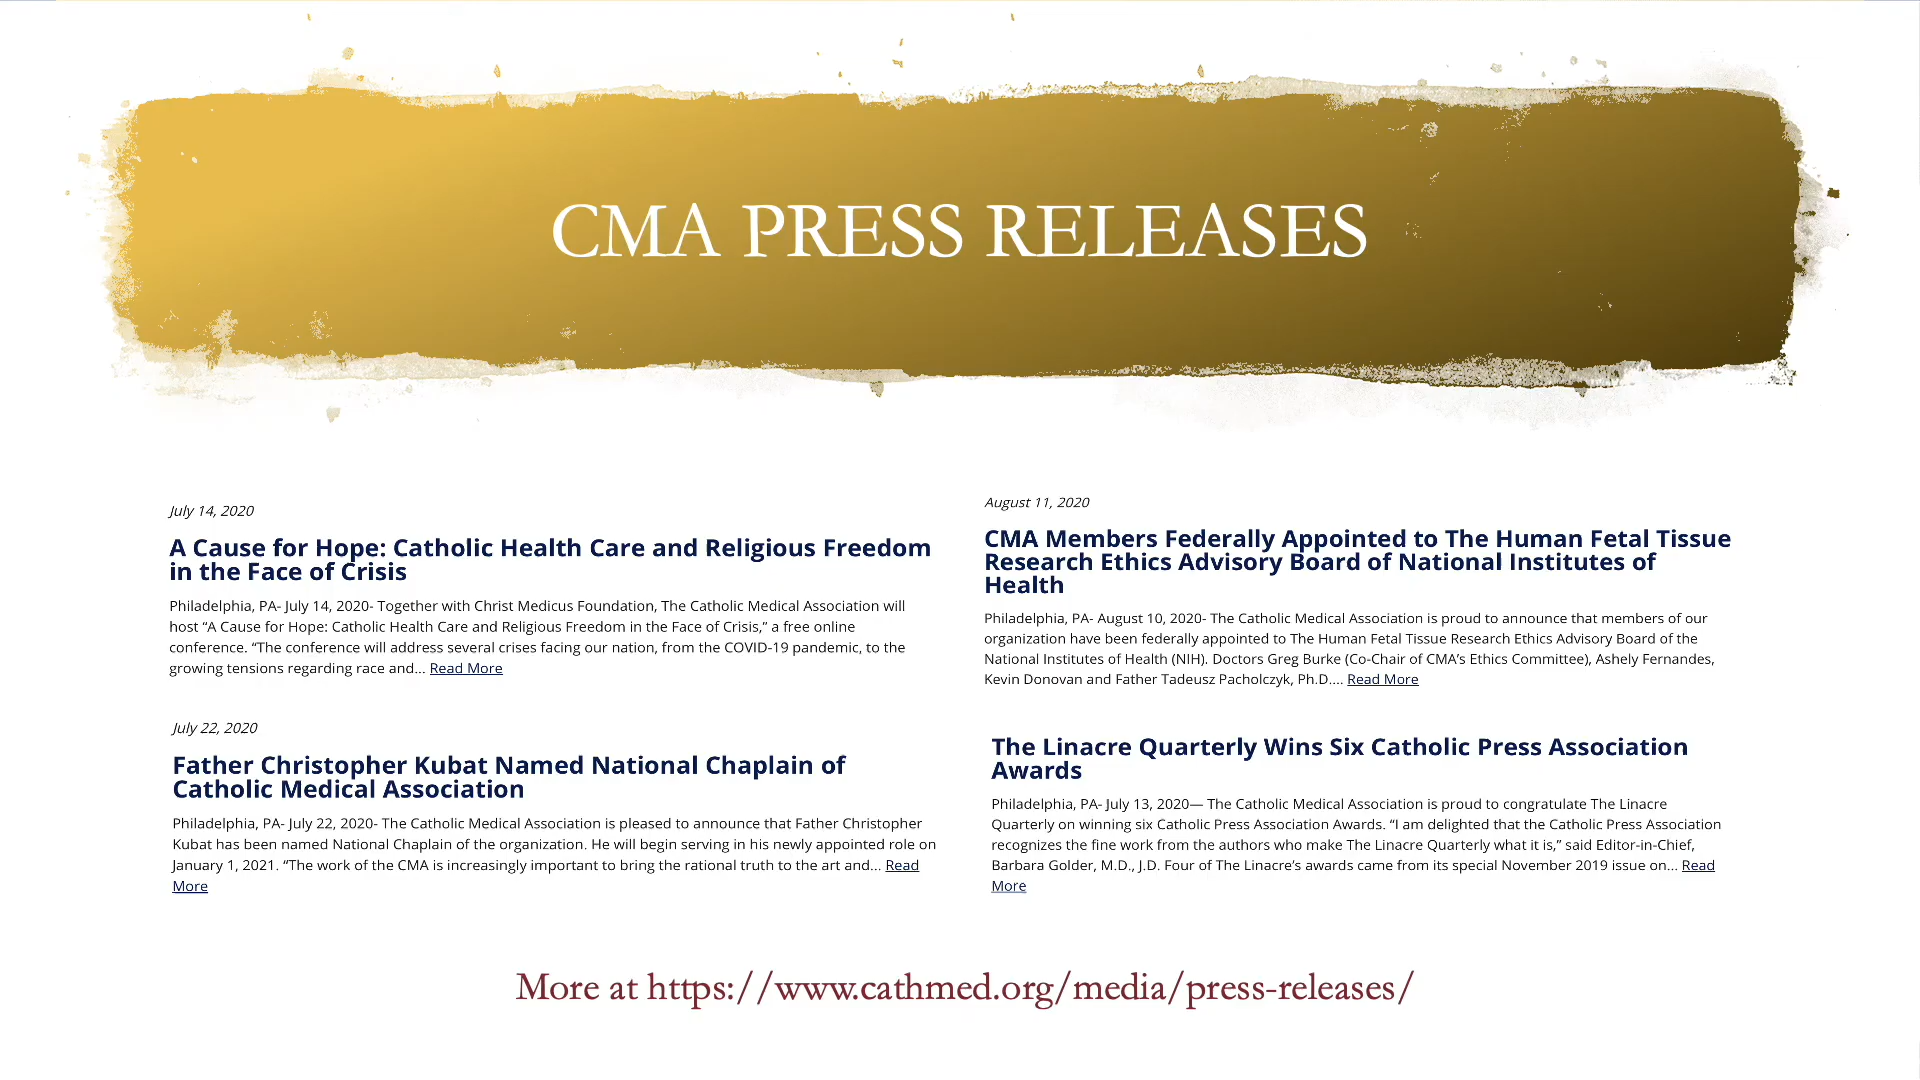 CMA PRESS RELEASES
July 14, 2020
A Cause for Hope: Catholic Health Care and Religious Freedom
in the Face of Crisis
Philadelphia, PA- July 14, 2020- Together with Christ Medicus Foundation, The Catholic Medical Association will
host “A Cause for Hope: Catholic Health Care and Religious Freedom in the Face of Crisis,” a free online
conference. “The conference will address several crises facing our nation, from the COVID-19 pandemic, to the
growing tensions regarding race and... Read More
July 22, 2020
Father Christopher Kubat Named National Chaplain of
Catholic Medical Association
Philadelphia, PA- July 22, 2020- The Catholic Medical Association is pleased to announce that Father Christopher
Kubat has been named National Chaplain of the organization. He will begin serving in his newly appointed role on
January 1, 2021. “The work of the CMA is increasingly important to bring the rational truth to the art and... Read
More
August 11, 2020
CMA Members Federally Appointed to The Human Fetal Tissue
Research Ethics Advisory Board of National Institutes of
Health
Philadelphia, PA- August 10, 2020- The Catholic Medical Association is proud to announce that members of our
organization have been federally appointed to The Human Fetal Tissue Research Ethics Advisory Board of the
National Institutes of Health (NIH). Doctors Greg Burke (Co-Chair of CMA’s Ethics Committee), Ashely Fernandes,
Kevin Donovan and Father Tadeusz Pacholczyk, Ph.D.... Read More
The Linacre Quarterly Wins Six Catholic Press Association
Awards
Philadelphia, PA- July 13, 2020— The Catholic Medical Association is proud to congratulate The Linacre
Quarterly on winning six Catholic Press Association Awards. “I am delighted that the Catholic Press Association
recognizes the fine work from the authors who make The Linacre Quarterly what it is,” said Editor-in-Chief,
Barbara Golder, M.D., J.D. Four of The Linacre’s awards came from its special November 2019 issue on... Read
More
More at https://www.cathmed.org/media/press-releases/